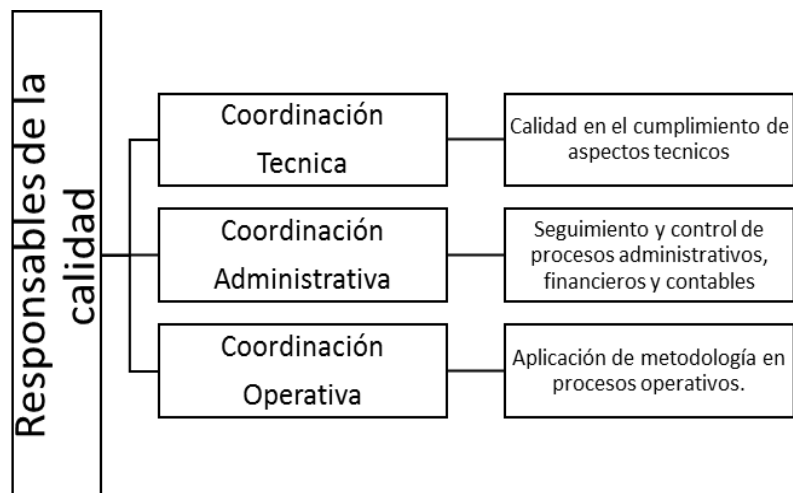 Responsables de la
calidad
Coordinación
Tecnica
Calidad en el cumplimiento de
aspectos tecnicos
Coordinación
Administrativa
Seguimiento y control de
procesos administrativos,
financieros y contables
Coordinación
Operativa
Aplicación de metodología en
procesos operativos.